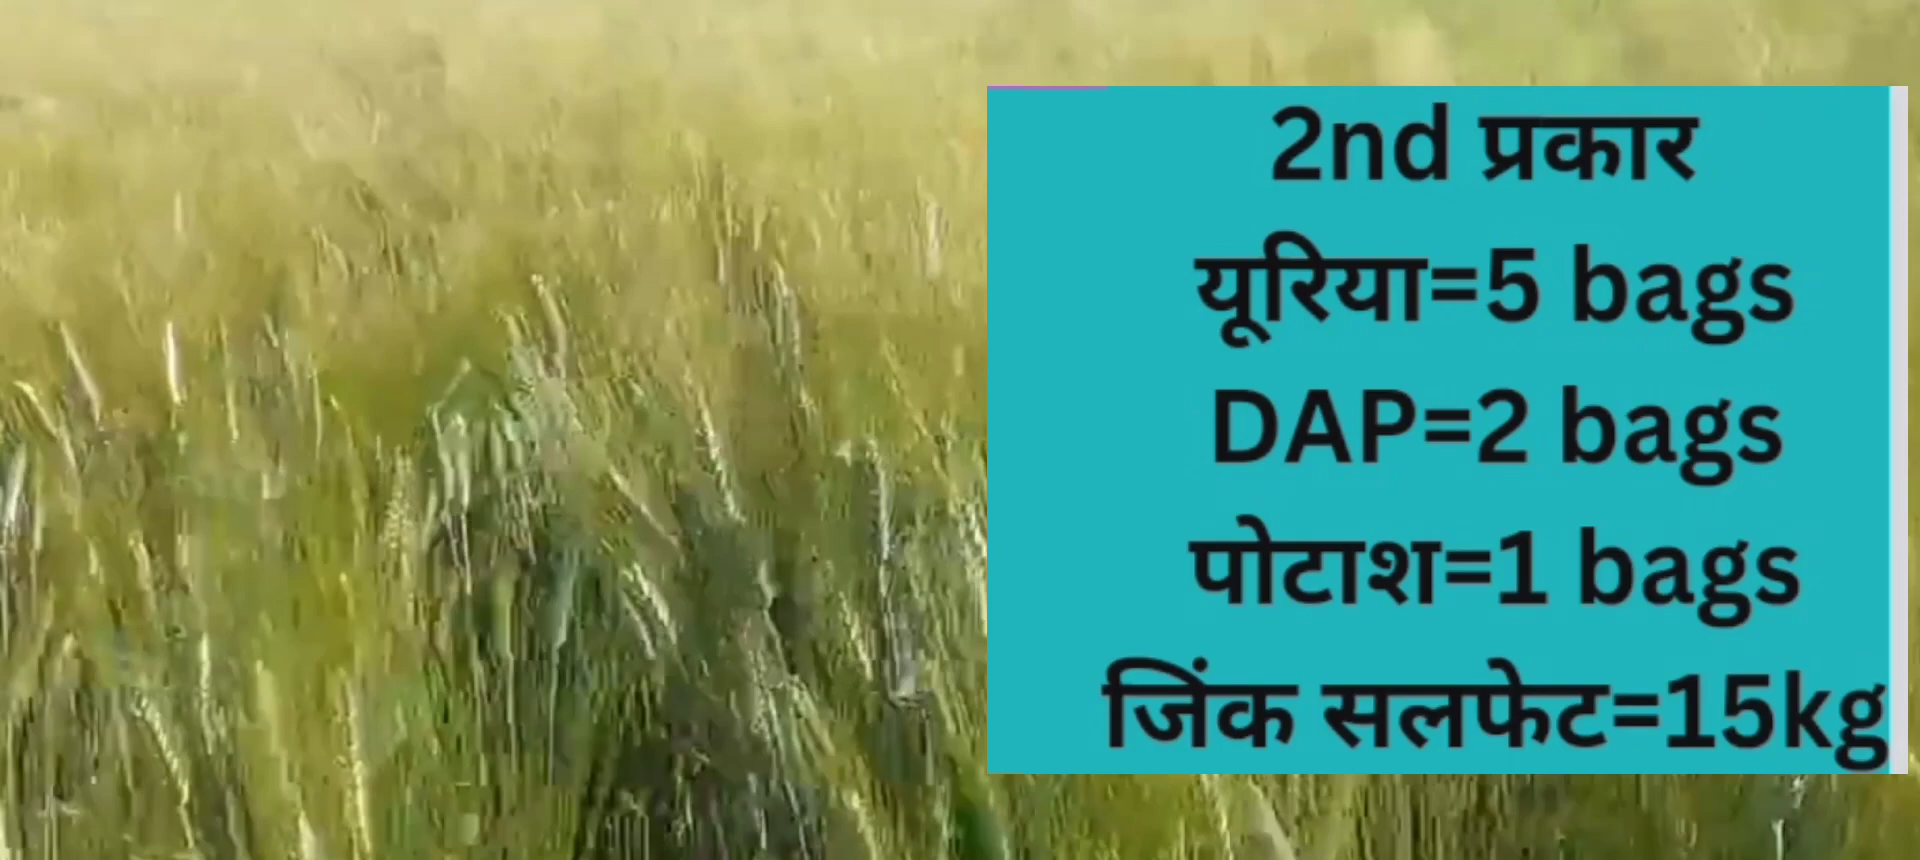 2nd प्रकार
यूरिया=5 bags
DAP=2 bags
पोटाश=1 bags
जिंक सलफेट=15kg